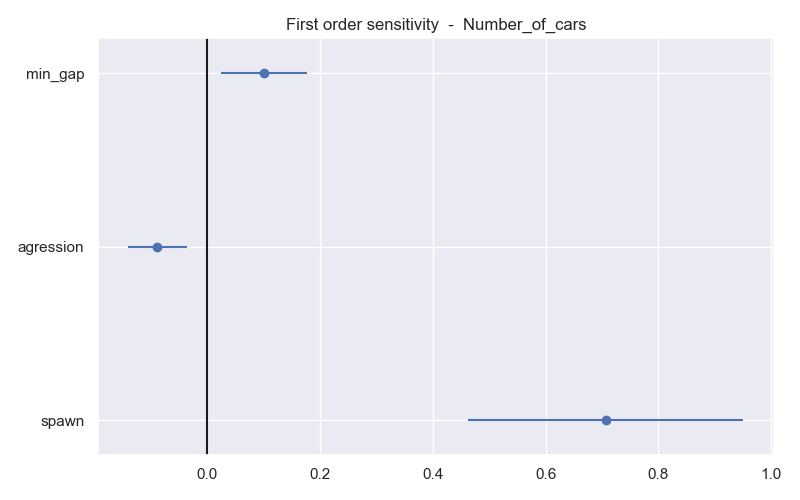 First order sensitivity  -  Number_of_cars
min_gap
agression
spawn
0.0 0.2 0.4 0.6 0.8 1.0